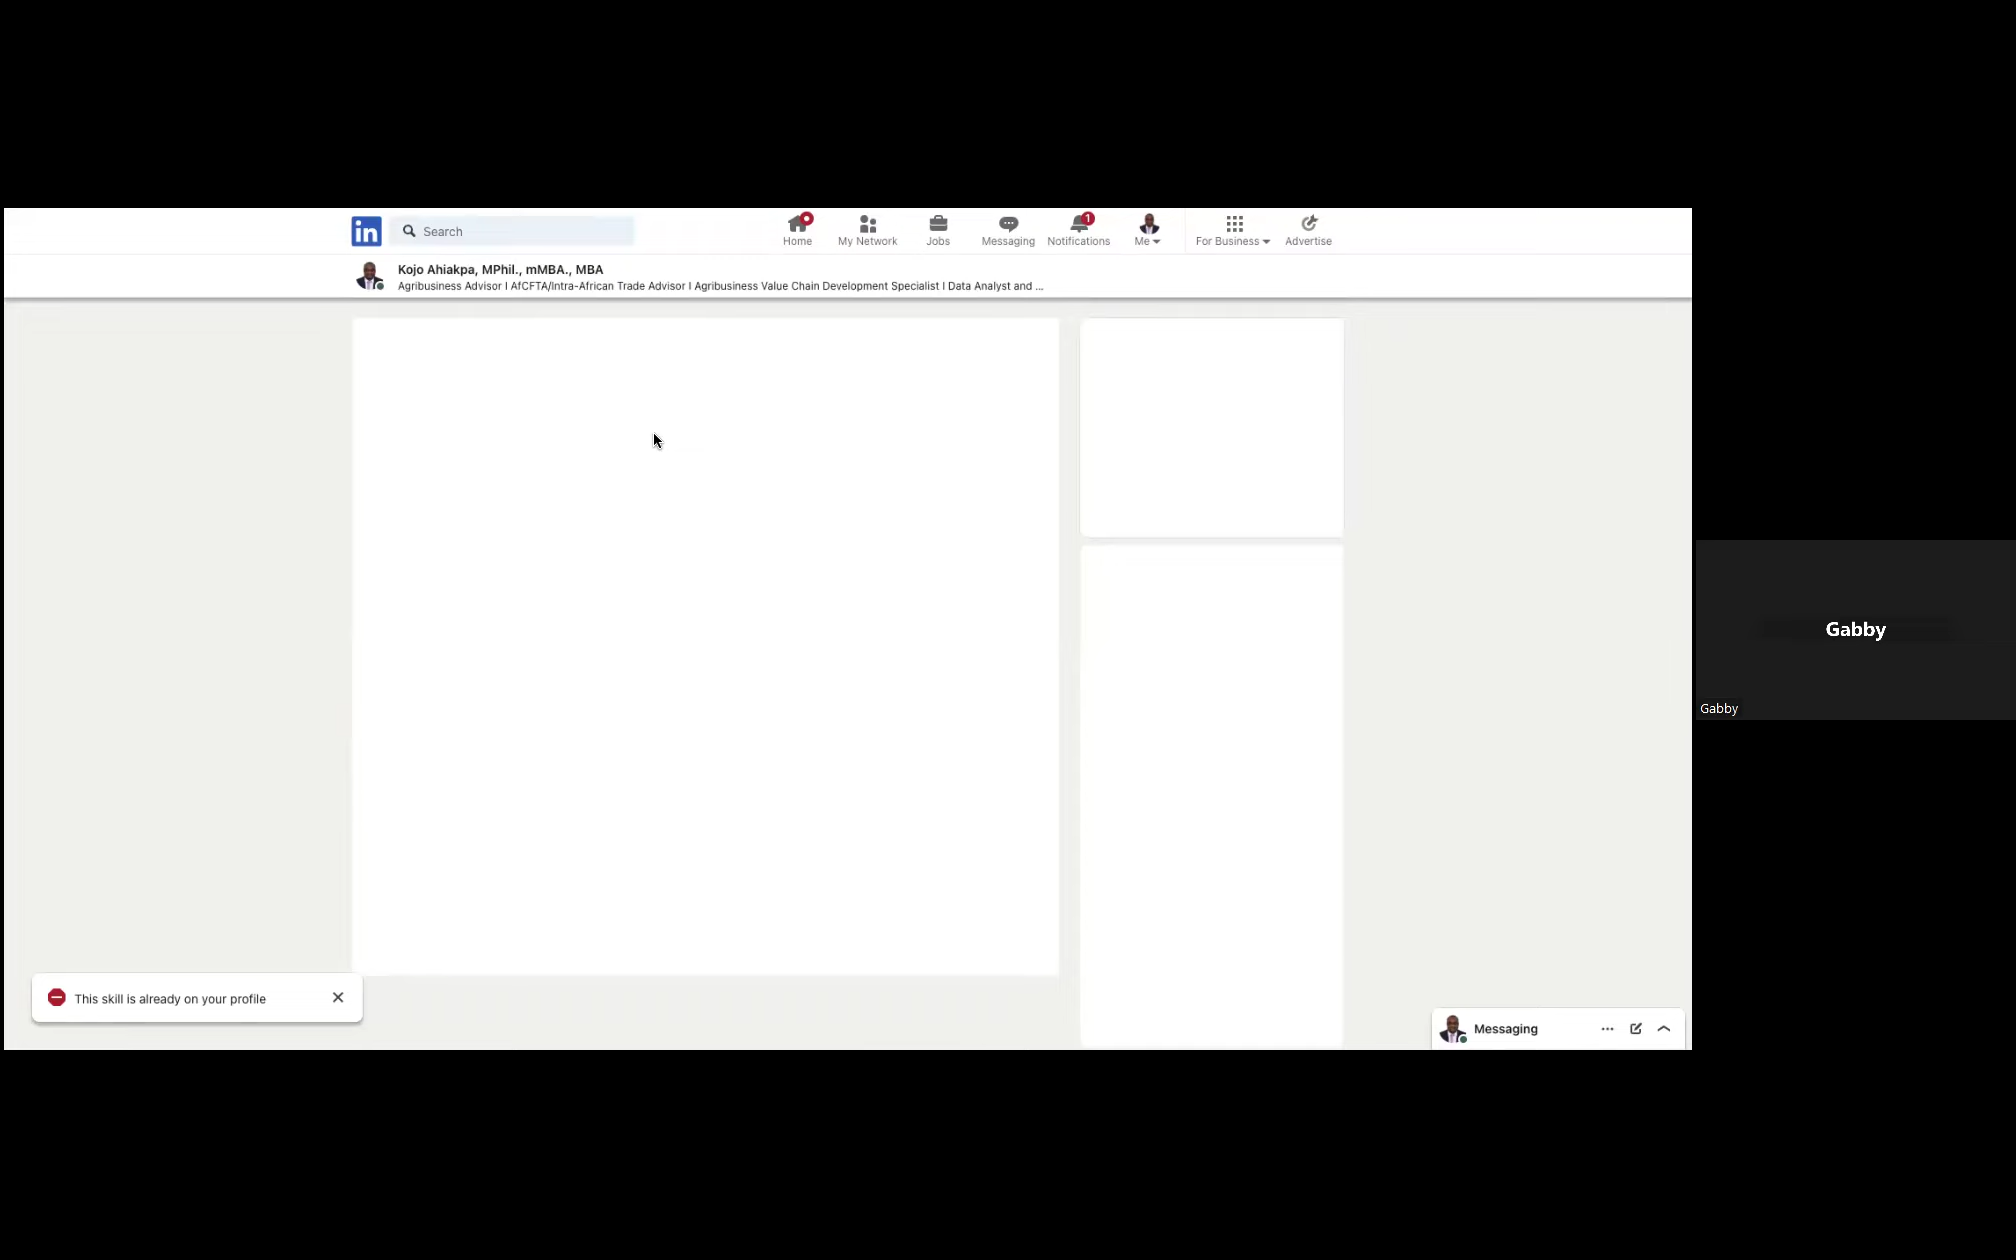 in
Search
Home
My Network
Jobs
Messaging
1
Notifications
Me
For Business
Advertise
Kojo Ahiakpa, MPhil., mMBA., MBA
Agribusiness Advisor I AfCFTA/Intra-African Trade Advisor I Agribusiness Value Chain Development Specialist I Data Analyst and ...
Gabby
Gabby
This skill is already on your profile
Messaging